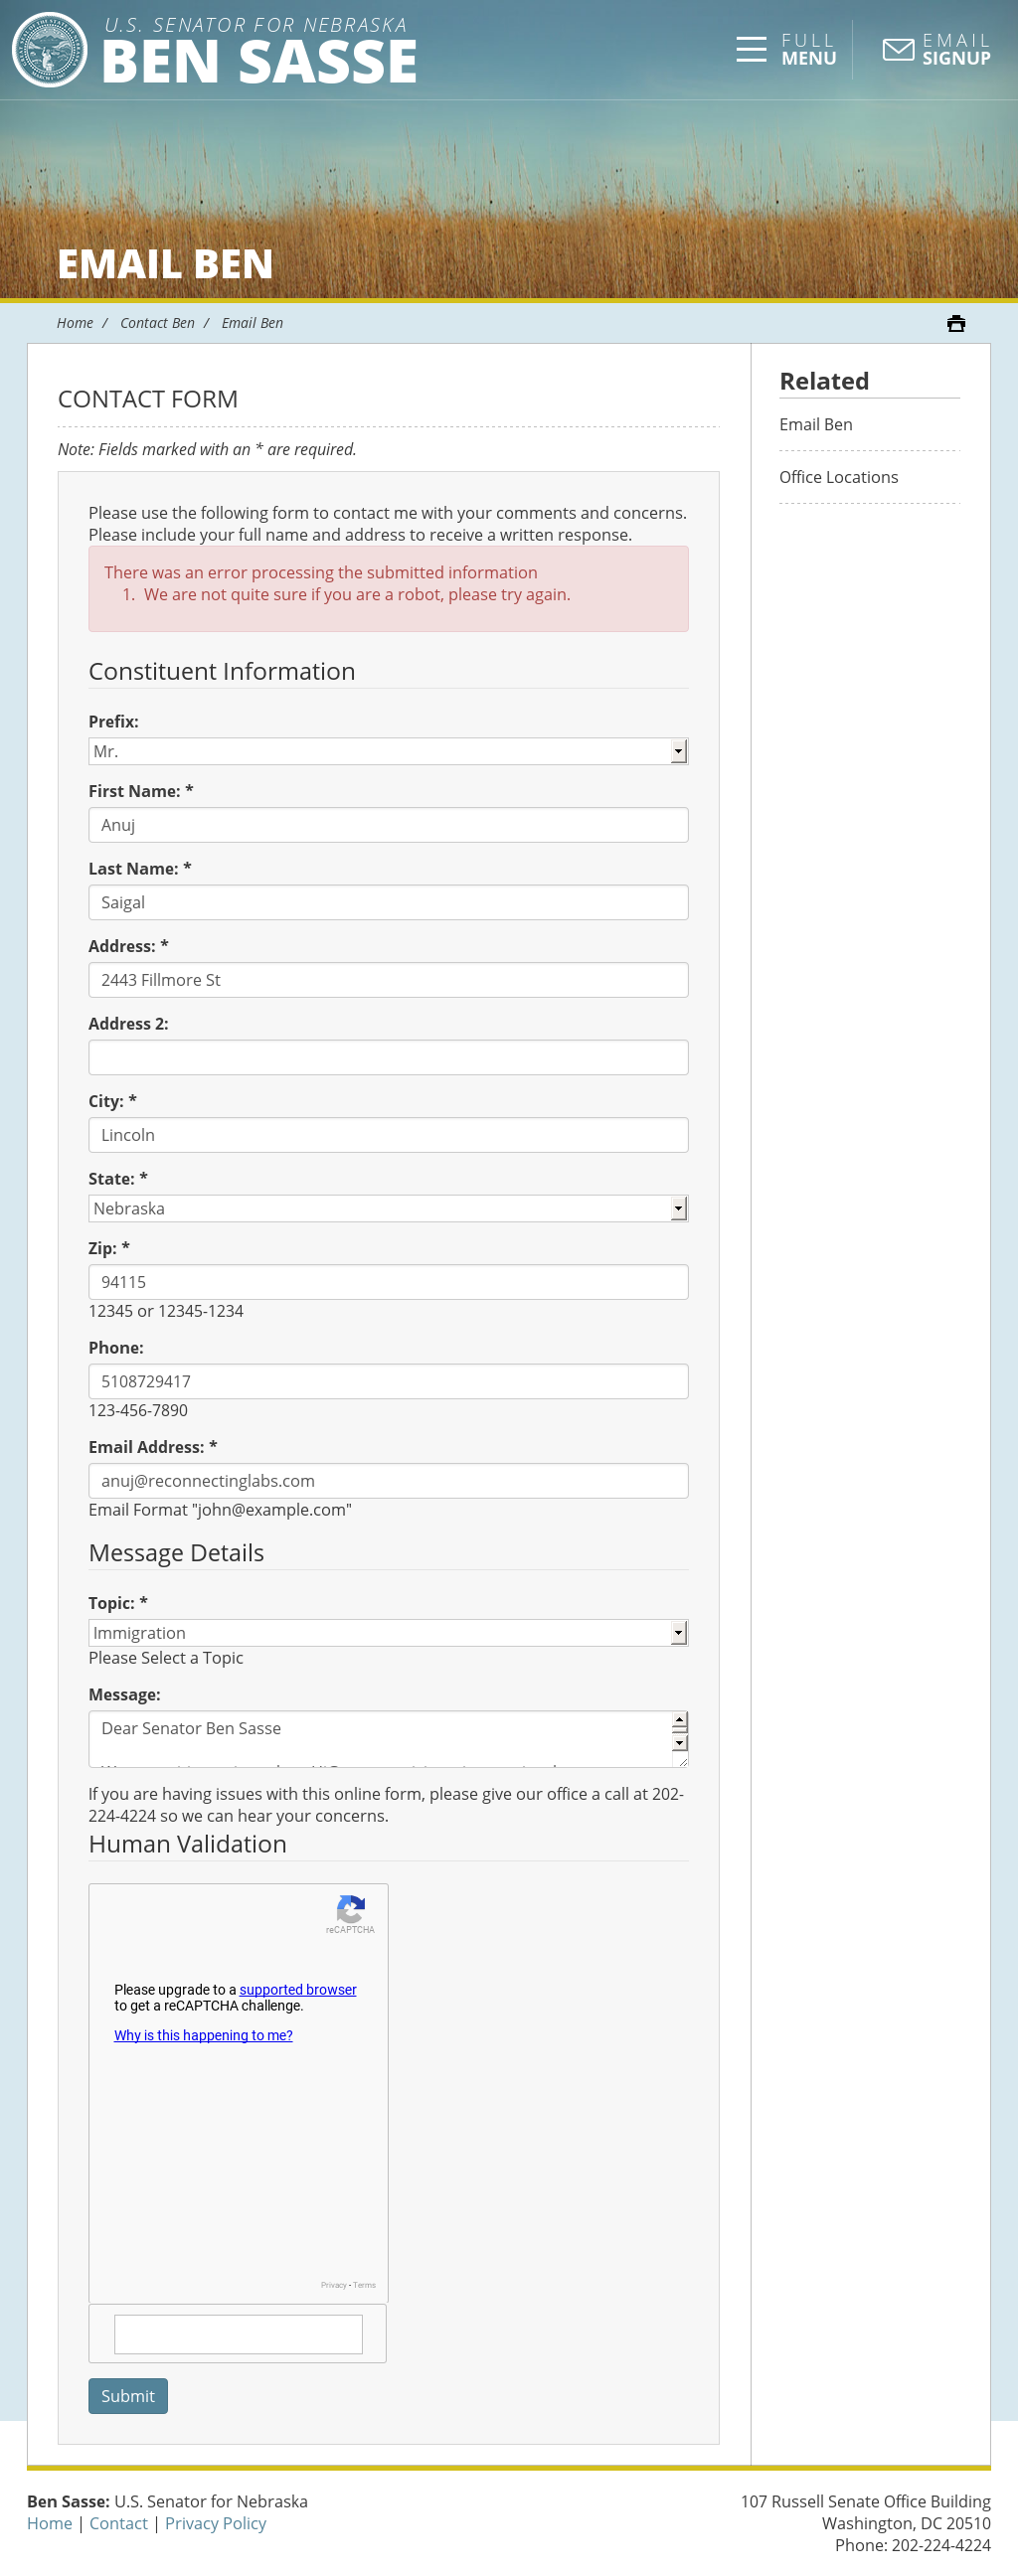 U.S. SENATOR FOR NEBRASKA
BEN SASSE
FULL
MENU
EMAIL
SIGNUP
EMAIL BEN
Home / Contact Ben / Email Ben
CONTACT FORM
Note: Fields marked with an * are required.
Please use the following form to contact me with your comments and concerns.
Please include your full name and address to receive a written response.
There was an error processing the submitted information
1. We are not quite sure if you are a robot, please try again.
Constituent Information
Prefix:
Mr.
First Name: *
Anuj
Last Name: *
Saigal
Address: *
2443 Fillmore St
Address 2:
City: *
Lincoln
State: *
Nebraska
Zip: *
94115
12345 or 12345-1234
Phone:
5108729417
123-456-7890
Email Address: *
anuj@reconnectinglabs.com
Email Format "john@example.com"
Message Details
Topic: *
Immigration
Please Select a Topic
Message:
Dear Senator Ben Sasse
If you are having issues with this online form, please give our office a call at 202-
224-4224 so we can hear your concerns.
Human Validation
reCAPTCHA
Please upgrade to a supported browser
to get a reCAPTCHA challenge.
Why is this happening to me?
Privacy - Terms
Submit
Related
Email Ben
Office Locations
Ben Sasse: U.S. Senator for Nebraska
Home | Contact | Privacy Policy
107 Russell Senate Office Building
Washington, DC 20510
Phone: 202-224-4224